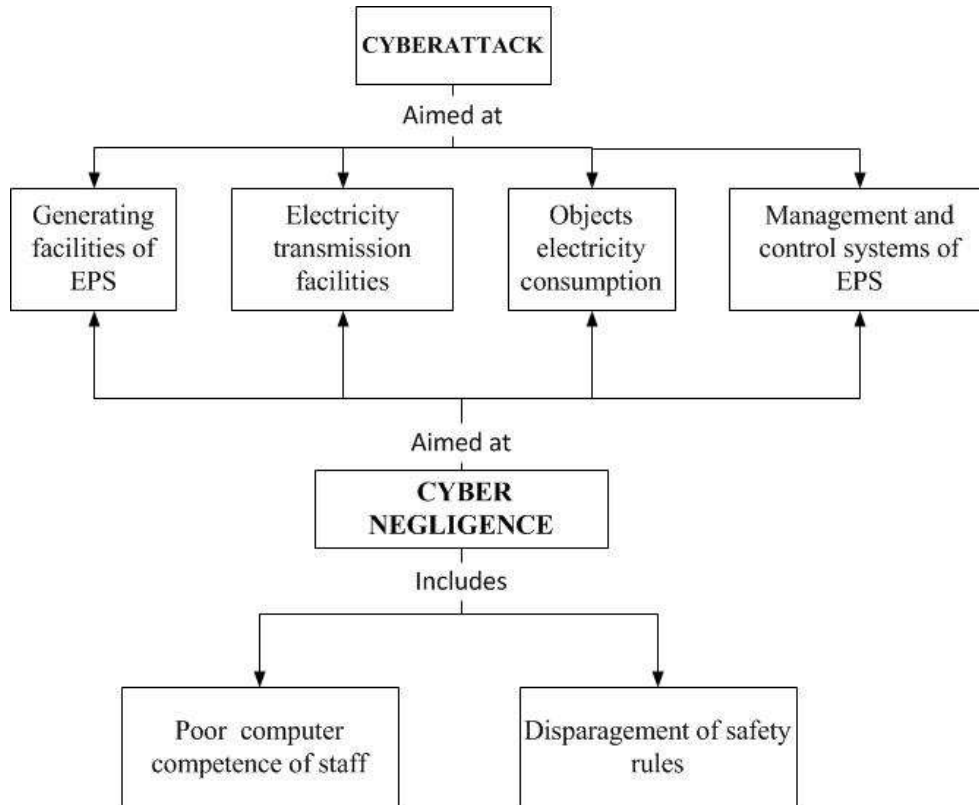 CYBERATTACK
Aimed at
Generating
facilities of
EPS
Electricity
transmission
facilities
Objects
electricity
consumption
Management and
control systems of
EPS
Aimed at
CYBER
NEGLIGENCE
Includes
Poor computer
competence of staff
Disparagement of safety
rules